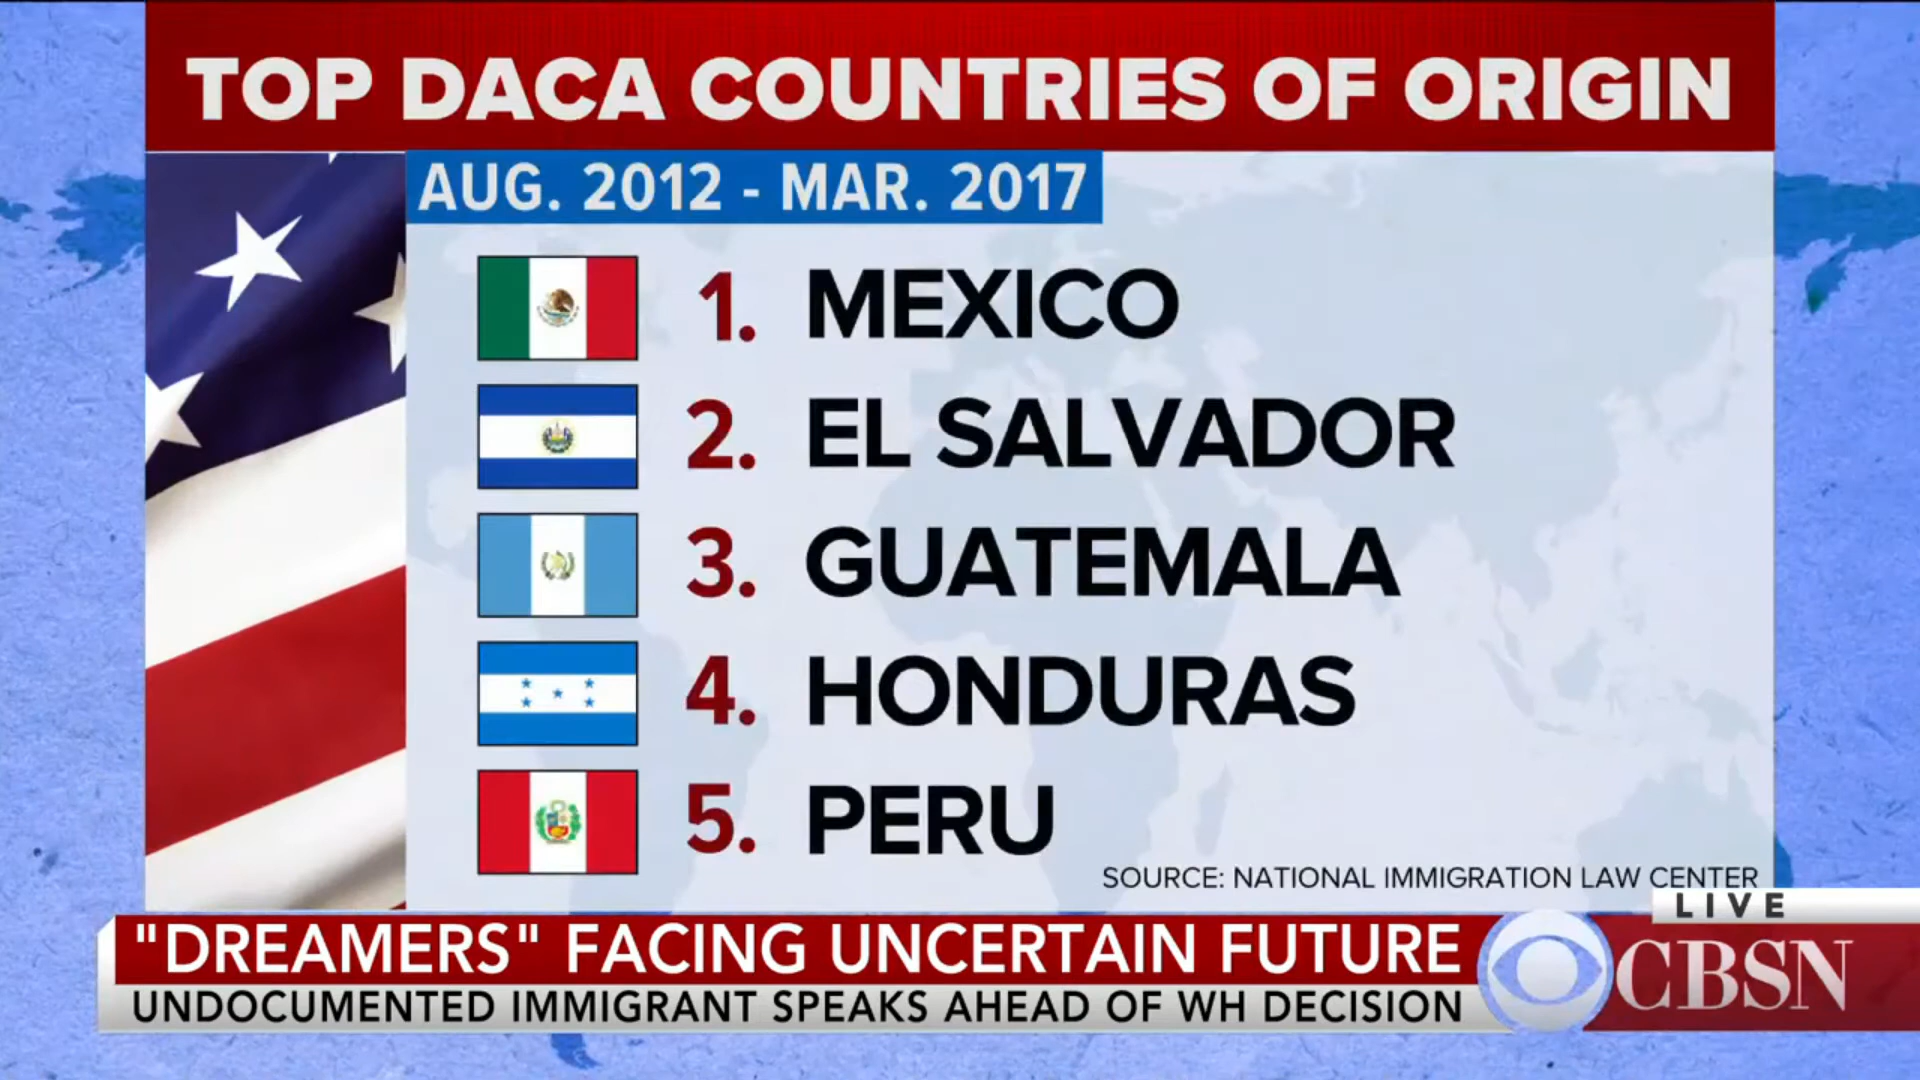 TOP DACA COUNTRIES OF ORIGIN
AUG. 2012 - MAR. 2017
1. MEXICO
2. EL SALVADOR
3. GUATEMALA
4. HONDURAS
5. PERU
SOURCE: NATIONAL IMMIGRATION LAW CENTER
LIVE
"DREAMERS" FACING UNCERTAIN FUTURE
UNDOCUMENTED IMMIGRANT SPEAKS AHEAD OF WH DECISION
CBSN